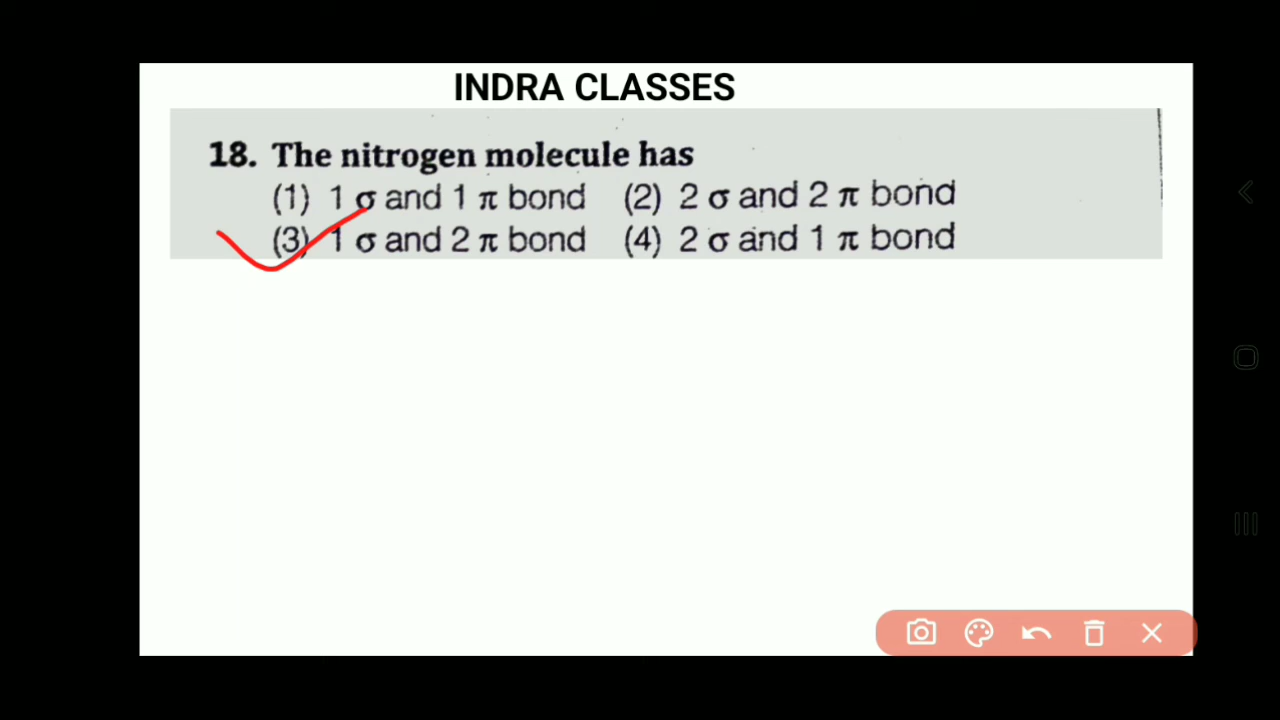 INDRA CLASSES
18. The nitrogen molecule has
(1) 1 σ and 1 π bond (2) 2 σ and 2 π bond
(3) 1 σ and 2 π bond (4) 2 σ and 1 π bond